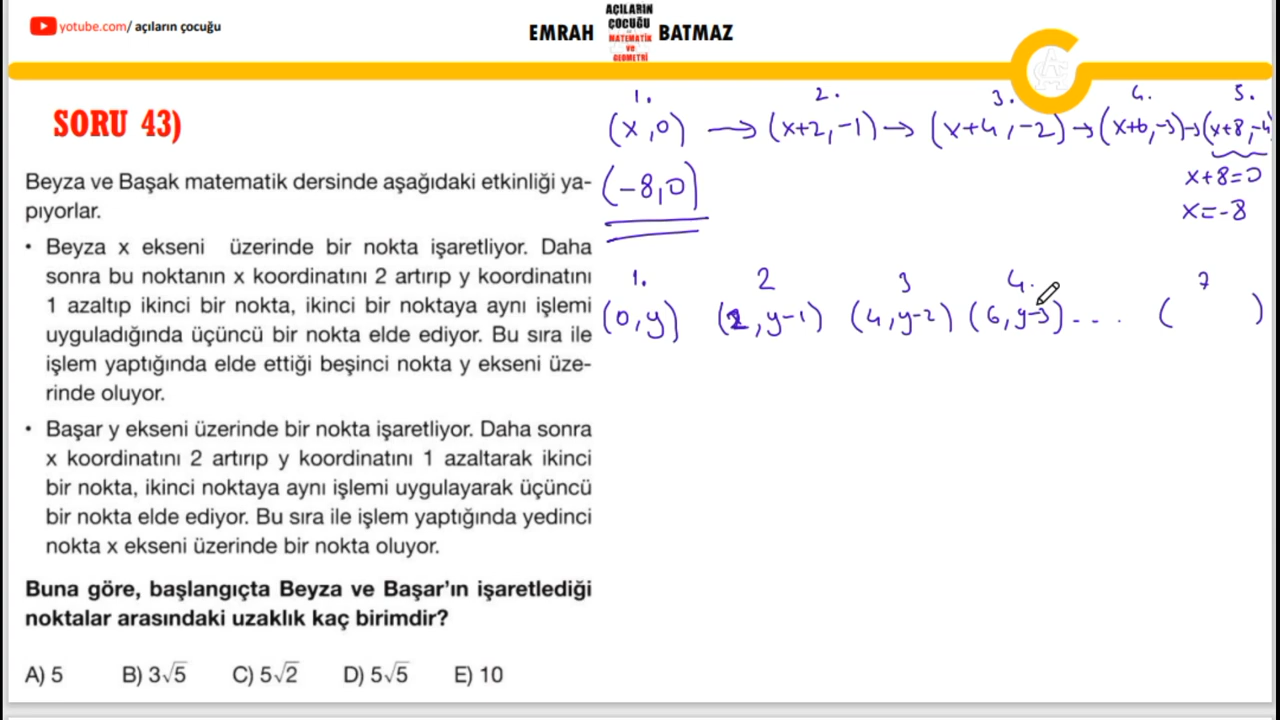 yotube.com/ açıların çocuğu
EMRAH
AÇILARIN
ÇOCUĞU
ve
MATEMATİK
ve
GEOMETRİ
BATMAZ
SORU 43)
Beyza ve Başak matematik dersinde aşağıdaki etkinliği ya-
pıyorlar.
• Beyza x ekseni üzerinde bir nokta işaretliyor. Daha
sonra bu noktanın x koordinatını 2 artırıp y koordinatını
1 azaltıp ikinci bir nokta, ikinci bir noktaya aynı işlemi
uyguladığında üçüncü bir nokta elde ediyor. Bu sıra ile
işlem yaptığında elde ettiği beşinci nokta y ekseni üze-
rinde oluyor.
• Başar y ekseni üzerinde bir nokta işaretliyor. Daha sonra
x koordinatını 2 artırıp y koordinatını 1 azaltarak ikinci
bir nokta, ikinci noktaya aynı işlemi uygulayarak üçüncü
bir nokta elde ediyor. Bu sıra ile işlem yaptığında yedinci
nokta x ekseni üzerinde bir nokta oluyor.
Buna göre, başlangıçta Beyza ve Başar'ın işaretlediği
noktalar arasındaki uzaklık kaç birimdir?
A) 5 B) 3√5 C) 5√2 D) 5√5 E) 10
1. 2. 3. 4. 5.
(x,0) → (x+2,-1) → (x+4,-2) → (x+6,-3) → (x+8,-4
(-8,0)
x+8=0
x=-8
1. 2 3 4. 7
(0,y) (2,y-1) (4,y-2) (6,y-3) .... ( )